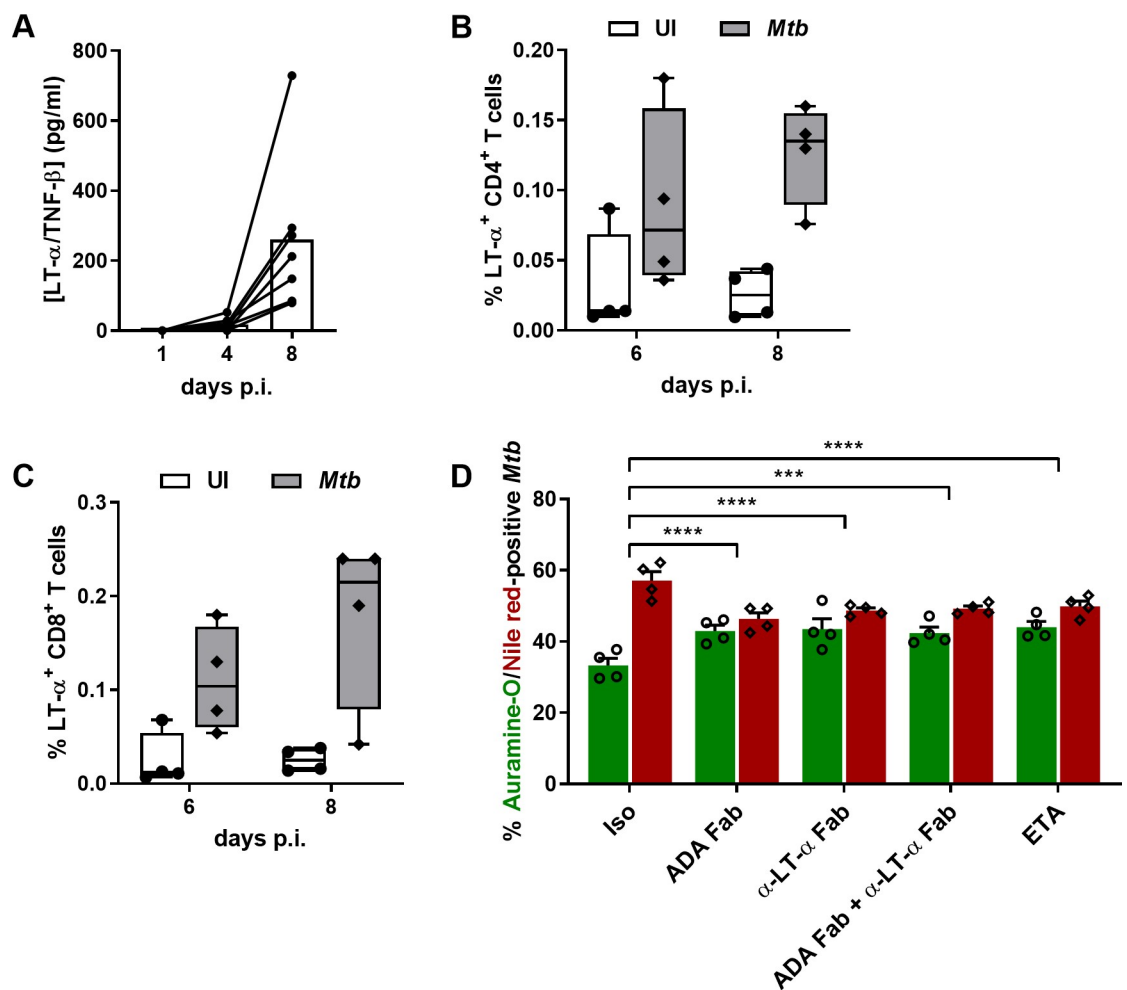 A
[LT-α/TNF-β] (pg/ml)
800
600
400
200
0
1 4 8
days p.i.
B
UI Mtb
% LT-α⁺ CD4⁺ T cells
0.20
0.15
0.10
0.05
0.00
6 8
days p.i.
C
UI Mtb
% LT-α⁺ CD8⁺ T cells
0.3
0.2
0.1
0.0
6 8
days p.i.
D
% Auramine-O/Nile red-positive Mtb
****
***
****
****
80
60
40
20
0
Iso
ADA Fab
α-LT-α Fab
ADA Fab + α-LT-α Fab
ETA